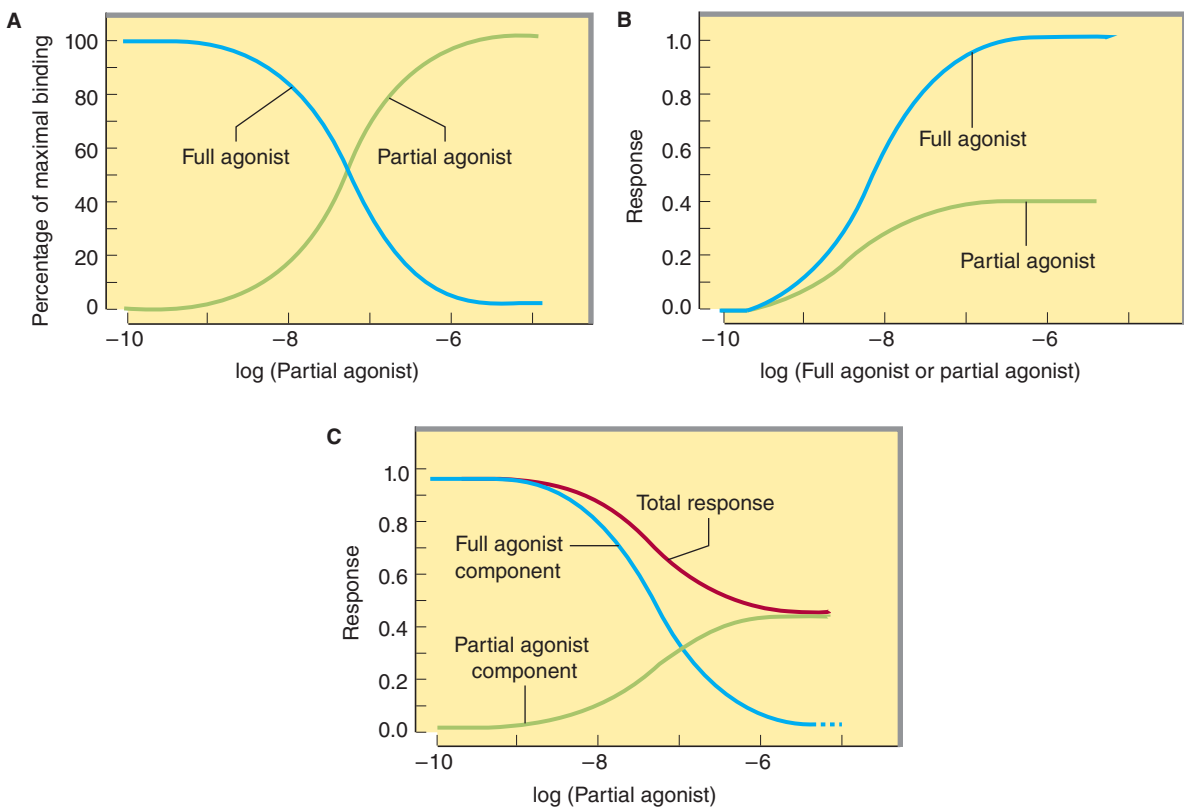 A
Percentage of maximal binding
100
80
60
40
20
0
Full agonist
Partial agonist
−10
−8
−6
log (Partial agonist)
B
Response
1.0
0.8
0.6
0.4
0.2
0.0
Full agonist
Partial agonist
−10
−8
−6
log (Full agonist or partial agonist)
C
Response
1.0
0.8
0.6
0.4
0.2
0.0
Total response
Full agonist
component
Partial agonist
component
−10
−8
−6
log (Partial agonist)